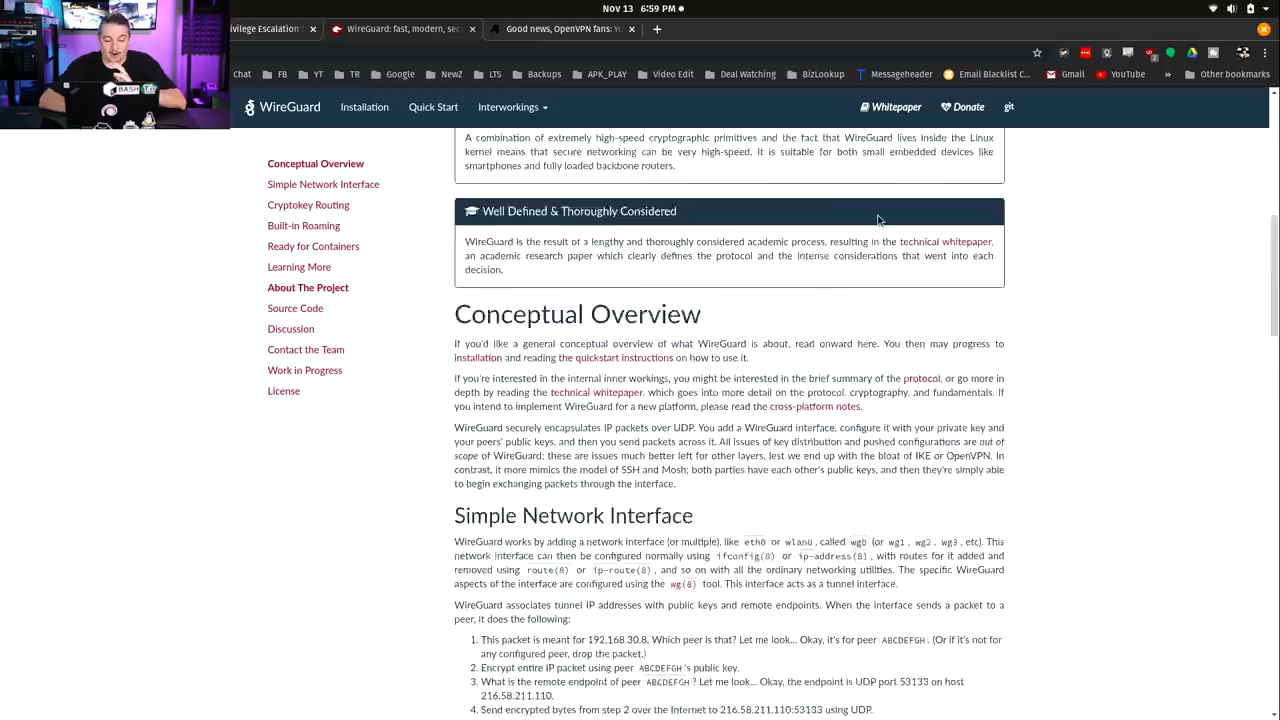 NOV 13 6:59 PM
ivilege Escalation
WireGuard: fast, modern, se
Good news, OpenVPN fans:
Chat FB YT TR Google NewZ LTS Backups APK_PLAY Video Edit Deal Watching BizLookup Messageheader Email Blacklist C... Gmail YouTube Other bookmarks
WireGuard Installation Quick Start Interworkings Whitepaper Donate git
BASH
Conceptual Overview
Simple Network Interface
Cryptokey Routing
Built-in Roaming
Ready for Containers
Learning More
About The Project
Source Code
Discussion
Contact the Team
Work in Progress
License
A combination of extremely high-speed cryptographic primitives and the fact that WireGuard lives inside the Linux
kernel means that secure networking can be very high-speed. It is suitable for both small embedded devices like
smartphones and fully loaded backbone routers.
Well Defined & Thoroughly Considered
WireGuard is the result of a lengthy and thoroughly considered academic process, resulting in the technical whitepaper,
an academic research paper which clearly defines the protocol and the intense considerations that went into each
decision.
Conceptual Overview
If you'd like a general conceptual overview of what WireGuard is about, read onward here. You then may progress to
installation and reading the quickstart instructions on how to use it.
If you're interested in the internal inner workings, you might be interested in the brief summary of the protocol, or go more in
depth by reading the technical whitepaper, which goes into more detail on the protocol, cryptography, and fundamentals. If
you intend to implement WireGuard for a new platform, please read the cross-platform notes.
WireGuard securely encapsulates IP packets over UDP. You add a WireGuard interface, configure it with your private key and
your peers' public keys, and then you send packets across it. All issues of key distribution and pushed configurations are out of
scope of WireGuard; these are issues much better left for other layers, lest we end up with the bloat of IKE or OpenVPN. In
contrast, it more mimics the model of SSH and Mosh; both parties have each other's public keys, and then they're simply able
to begin exchanging packets through the interface.
Simple Network Interface
WireGuard works by adding a network interface (or multiple), like eth0 or wlan0, called wg0 (or wg1, wg2, wg3, etc). This
network interface can then be configured normally using ifconfig(8) or ip-address(8), with routes for it added and
removed using route(8) or ip-route(8), and so on with all the ordinary networking utilities. The specific WireGuard
aspects of the interface are configured using the wg(8) tool. This interface acts as a tunnel interface.
WireGuard associates tunnel IP addresses with public keys and remote endpoints. When the interface sends a packet to a
peer, it does the following:
1. This packet is meant for 192.168.30.8. Which peer is that? Let me look... Okay, it's for peer ABCDEFGH. (Or if it's not for
any configured peer, drop the packet.)
2. Encrypt entire IP packet using peer ABCDEFGH's public key.
3. What is the remote endpoint of peer ABCDEFGH? Let me look... Okay, the endpoint is UDP port 53133 on host
216.58.211.110.
4. Send encrypted bytes from step 2 over the Internet to 216.58.211.110:53133 using UDP.